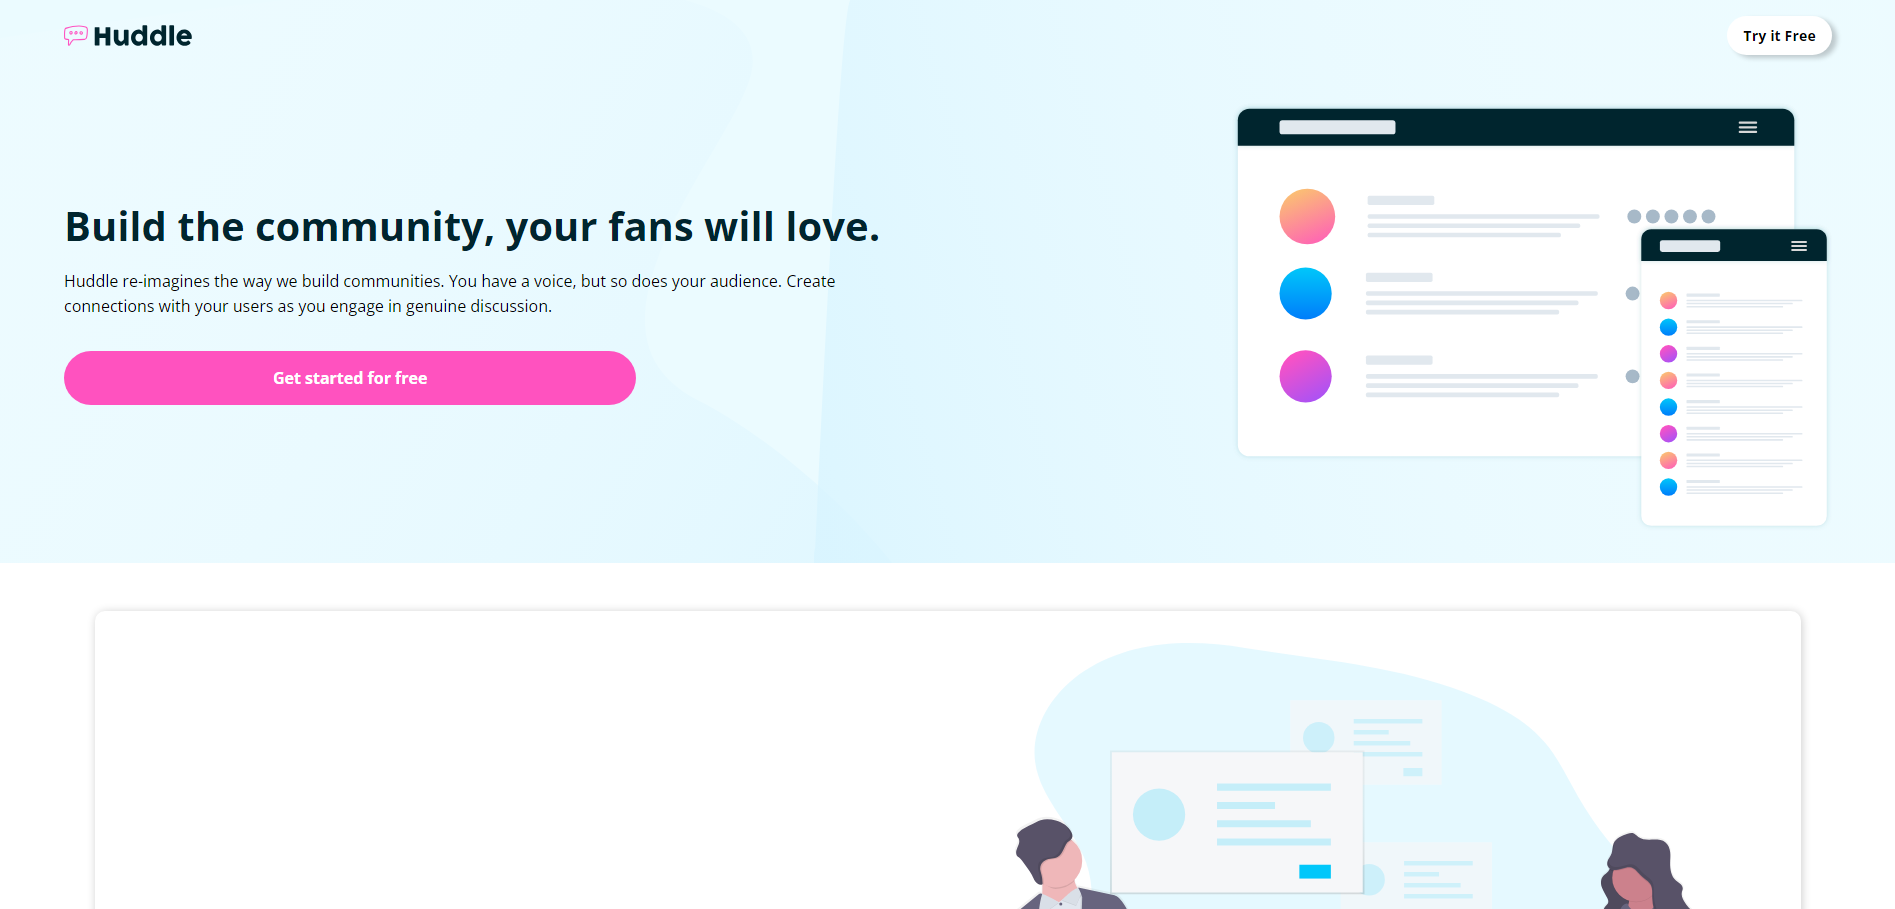 Huddle
Try it Free
Build the community, your fans will love.
Huddle re-imagines the way we build communities. You have a voice, but so does your audience. Create
connections with your users as you engage in genuine discussion.
Get started for free